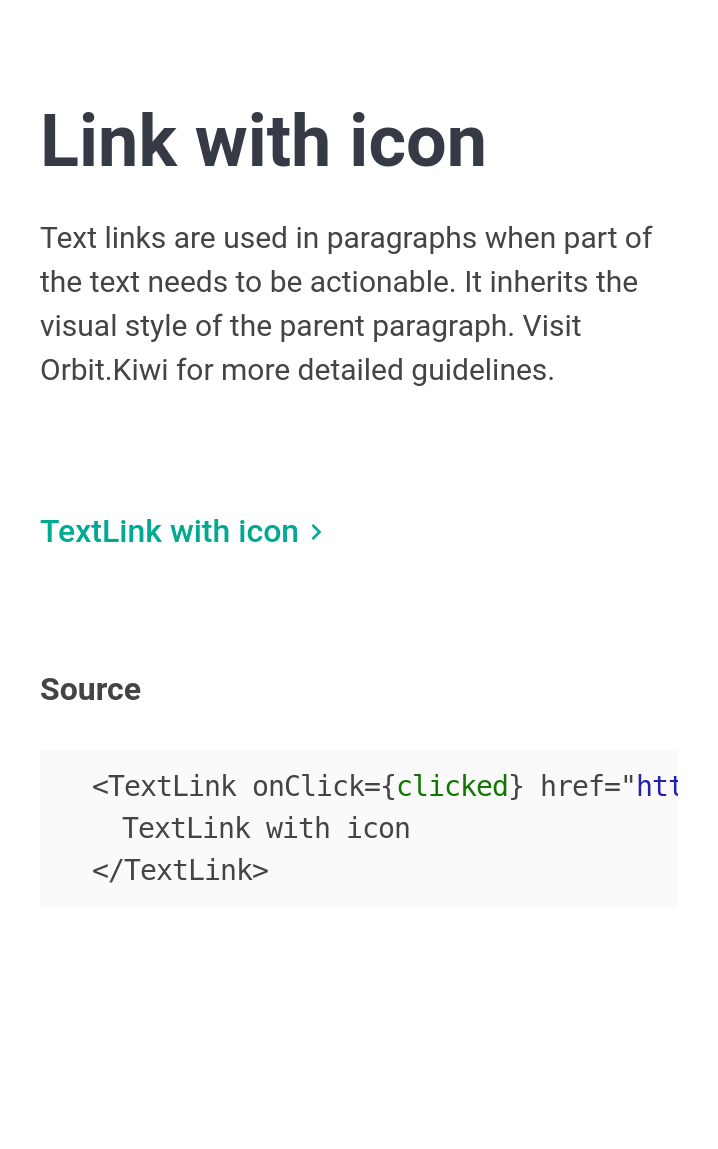 Link with icon
Text links are used in paragraphs when part of
the text needs to be actionable. It inherits the
visual style of the parent paragraph. Visit
Orbit.Kiwi for more detailed guidelines.
TextLink with icon
Source
<TextLink onClick={clicked} href="htt
TextLink with icon
</TextLink>